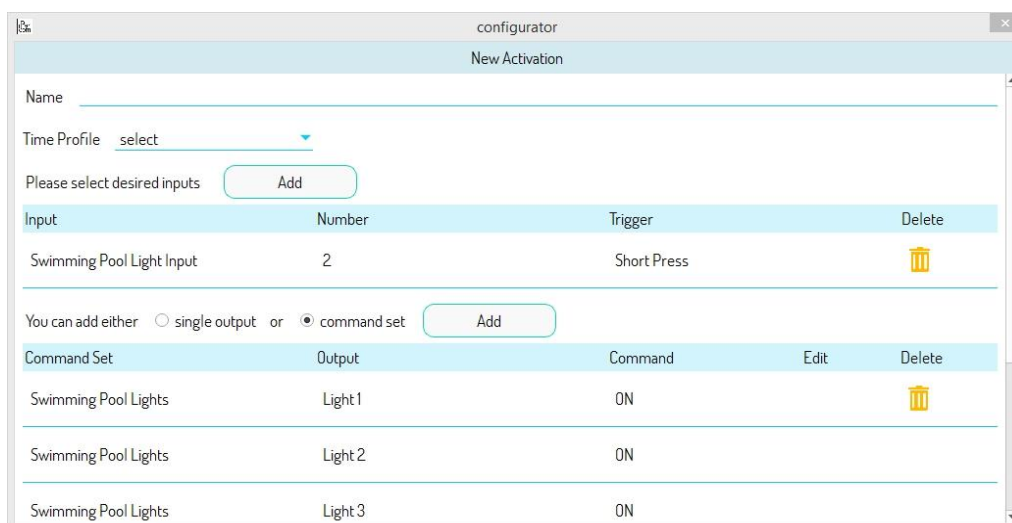 configurator
New Activation
Name
Time Profile select
Please select desired inputs Add
Input Number Trigger Delete
Swimming Pool Light Input 2 Short Press
You can add either single output or command set Add
Command Set Output Command Edit Delete
Swimming Pool Lights Light 1 ON
Swimming Pool Lights Light 2 ON
Swimming Pool Lights Light 3 ON